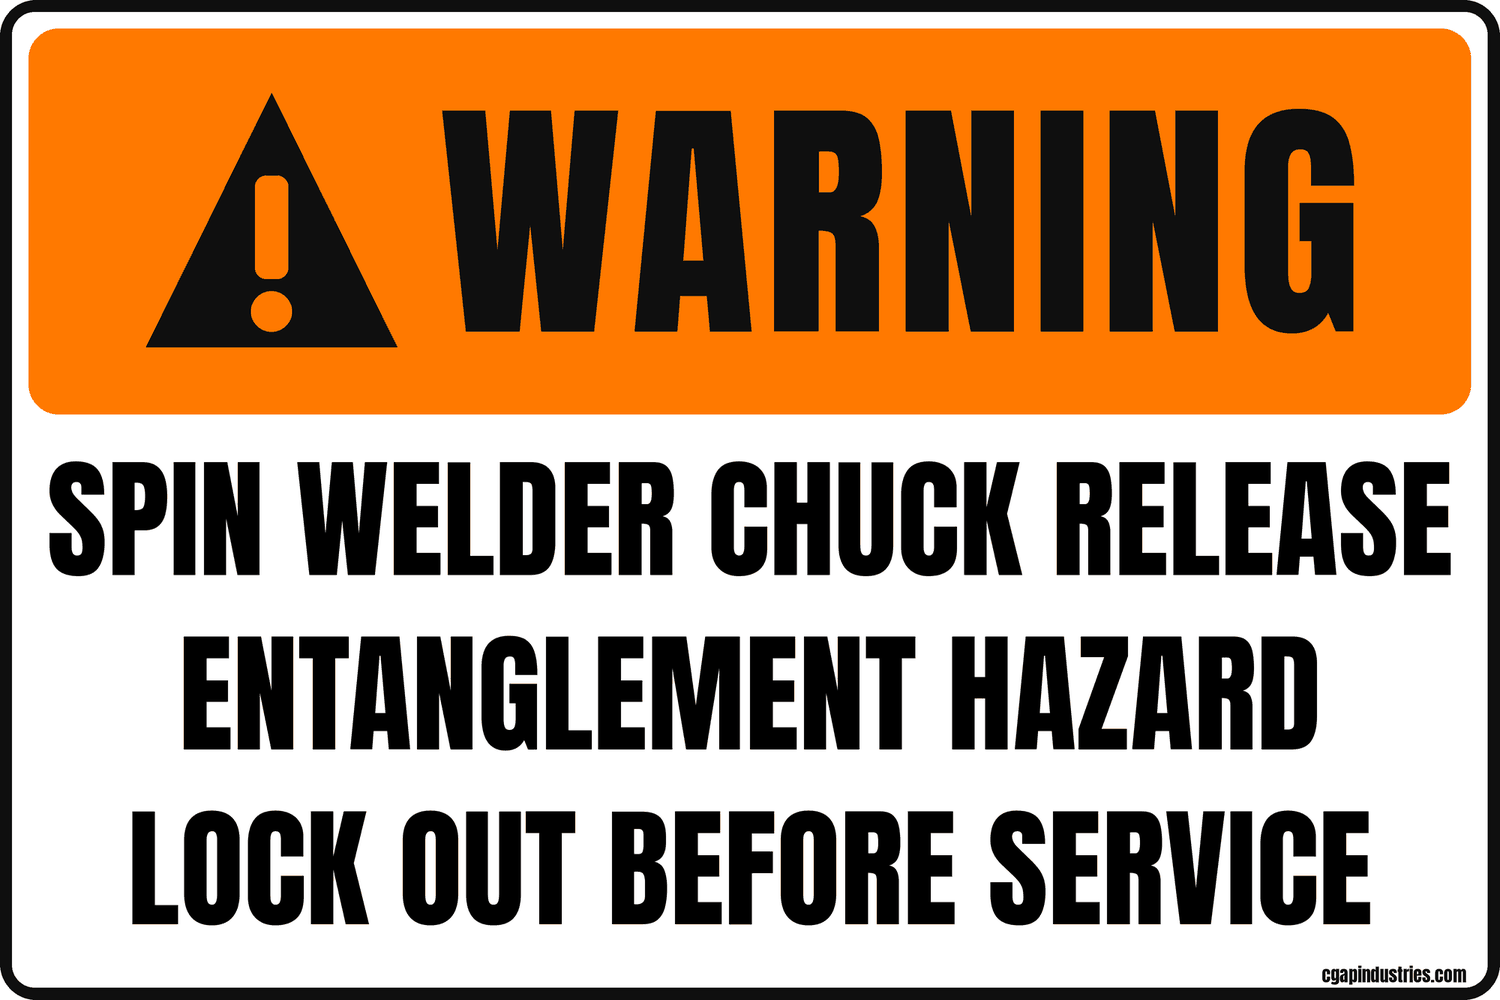 WARNING
SPIN WELDER CHUCK RELEASE
ENTANGLEMENT HAZARD
LOCK OUT BEFORE SERVICE
cgapindustries.com